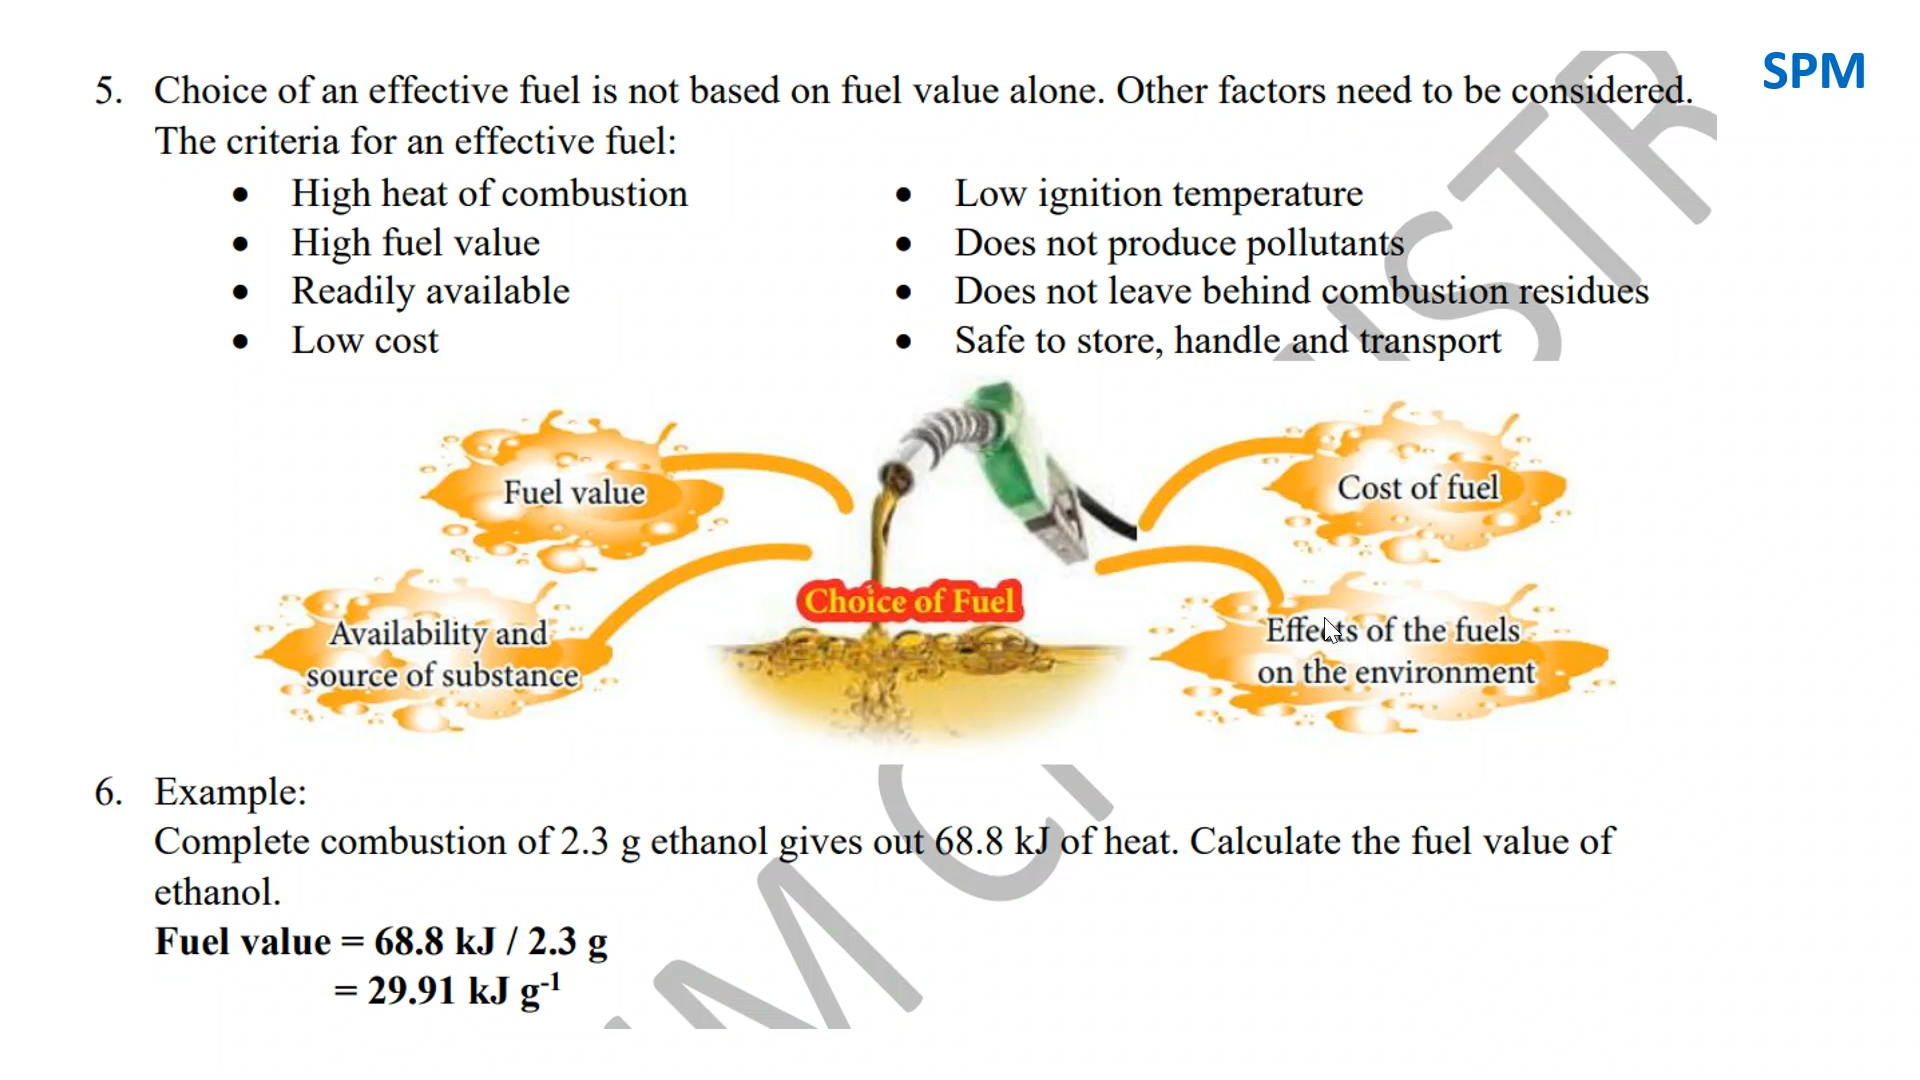 SPM
5. Choice of an effective fuel is not based on fuel value alone. Other factors need to be considered.
The criteria for an effective fuel:
• High heat of combustion
• High fuel value
• Readily available
• Low cost
• Low ignition temperature
• Does not produce pollutants
• Does not leave behind combustion residues
• Safe to store, handle and transport
Fuel value
Cost of fuel
Choice of Fuel
Availability and
source of substance
Effects of the fuels
on the environment
6. Example:
Complete combustion of 2.3 g ethanol gives out 68.8 kJ of heat. Calculate the fuel value of
ethanol.
Fuel value = 68.8 kJ / 2.3 g
= 29.91 kJ g⁻¹